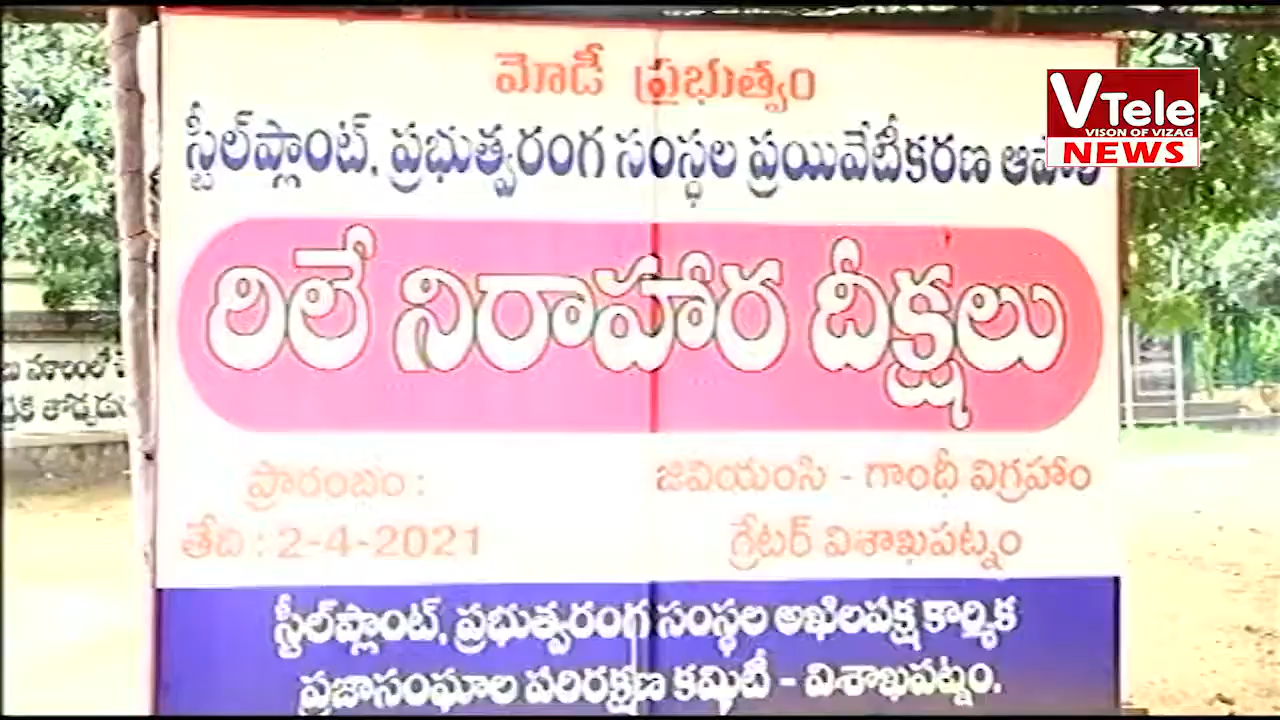 మోడీ ప్రభుత్వం
స్టీల్‌ప్లాంట్, ప్రభుత్వరంగ సంస్థల ప్రయివేటీకరణ
రిలే నిరాహార దీక్షలు
ప్రారంభం :
తేది : 2-4-2021
జివియంసి - గాంధీ విగ్రహం
గ్రేటర్ విశాఖపట్నం
స్టీల్‌ప్లాంట్, ప్రభుత్వరంగ సంస్థల అఖిలపక్ష కార్మిక
ప్రజాసంఘాల పరిరక్షణ కమిటీ - విశాఖపట్నం.
VTele
VISON OF VIZAG
NEWS